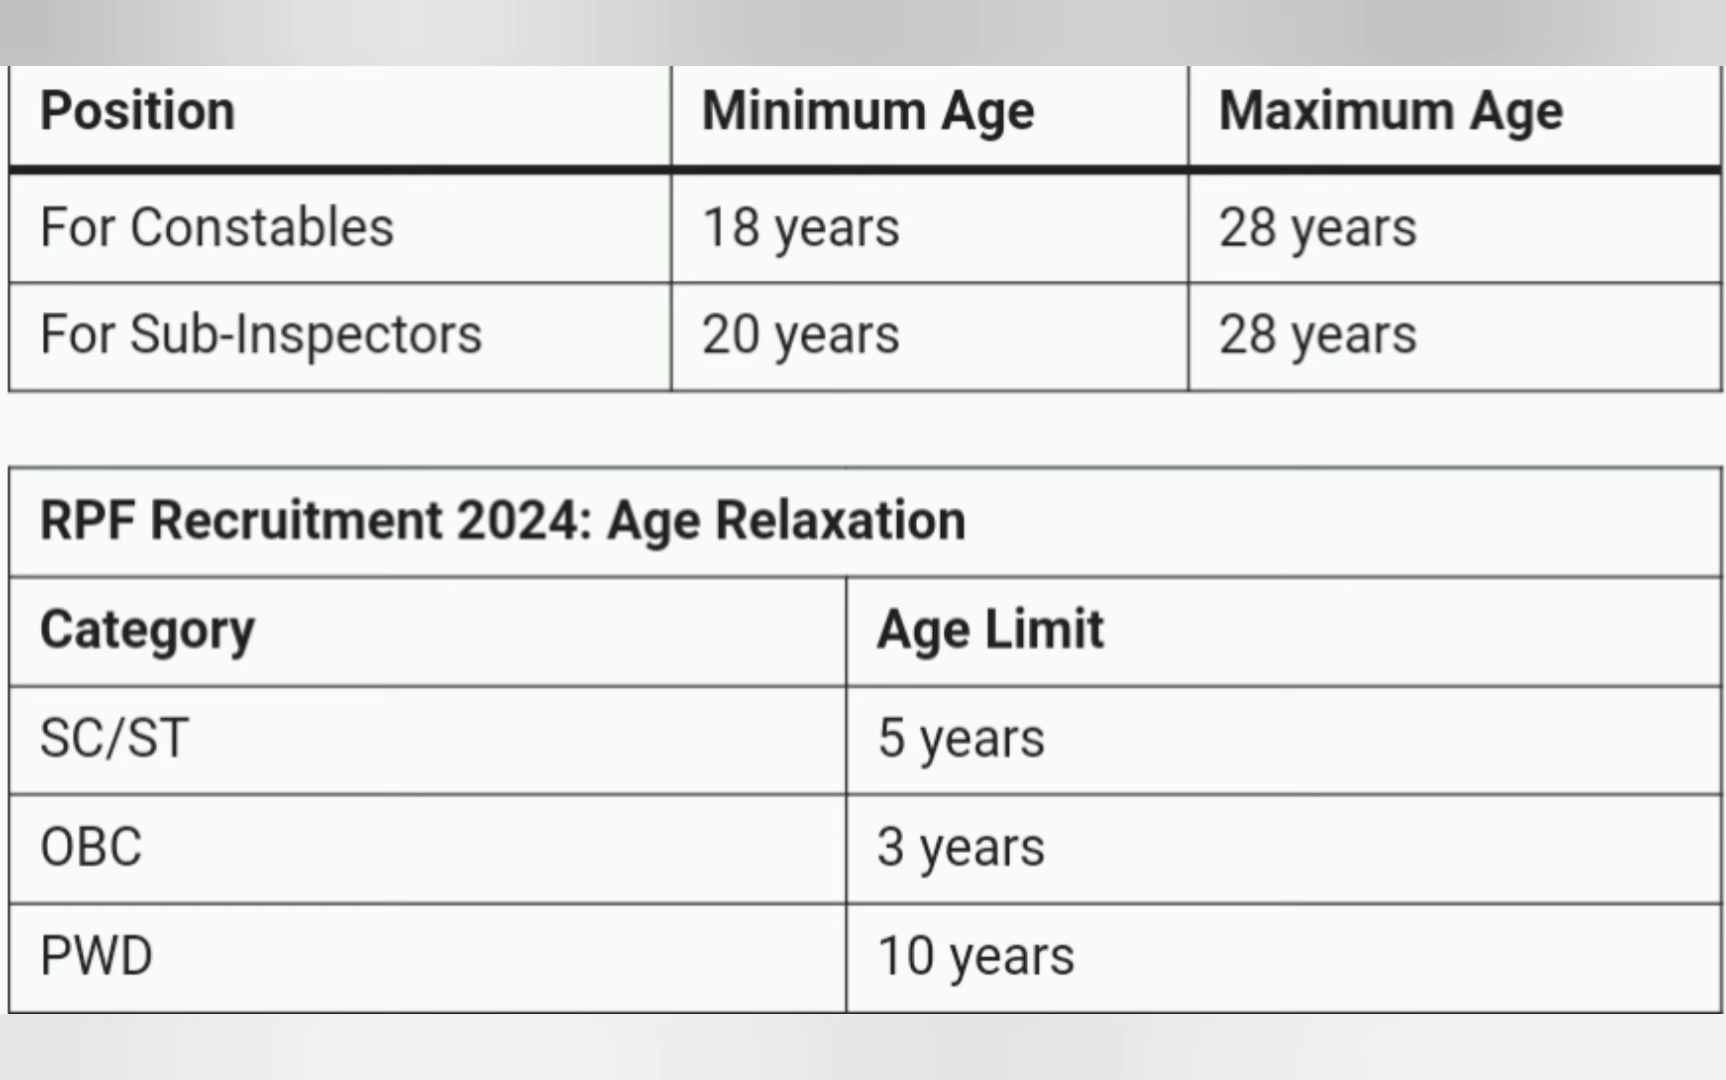 Position Minimum Age Maximum Age
For Constables 18 years 28 years
For Sub-Inspectors 20 years 28 years
RPF Recruitment 2024: Age Relaxation
Category Age Limit
SC/ST 5 years
OBC 3 years
PWD 10 years